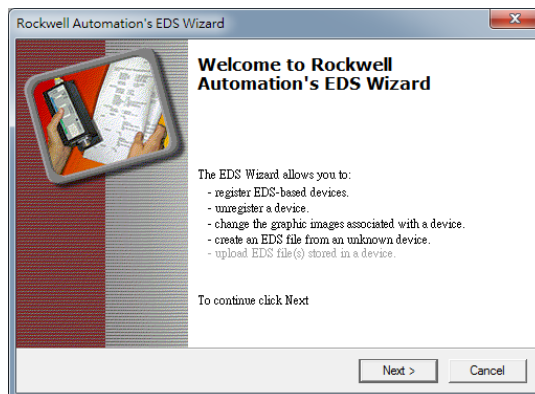 Rockwell Automation's EDS Wizard
Welcome to Rockwell
Automation's EDS Wizard
The EDS Wizard allows you to:
- register EDS-based devices.
- unregister a device.
- change the graphic images associated with a device.
- create an EDS file from an unknown device.
- upload EDS file(s) stored in a device.
To continue click Next
Next >
Cancel